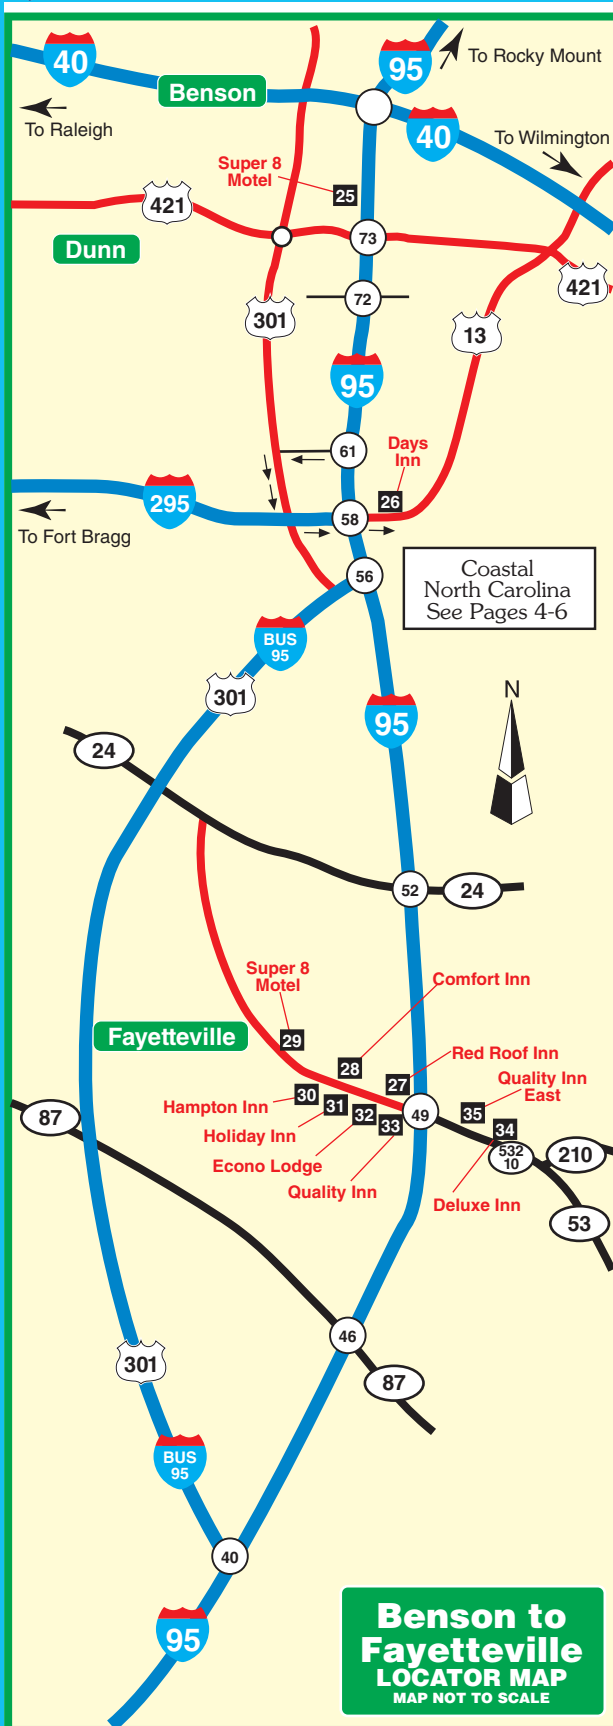 40
95
To Rocky Mount
Benson
To Raleigh
40
To Wilmington
Super 8
Motel
25
421
Dunn
73
421
72
301
13
95
61
Days
Inn
26
295
58
To Fort Bragg
56
Coastal
North Carolina
See Pages 4-6
BUS
95
301
N
95
24
52
24
Super 8
Motel
Comfort Inn
29
Fayetteville
28
Red Roof Inn
27
Quality Inn
East
30
Hampton Inn
31
32
49
35
87
Holiday Inn
33
34
Econo Lodge
532
10
210
Quality Inn
Deluxe Inn
53
46
301
87
BUS
95
40
95
Benson to
Fayetteville
LOCATOR MAP
MAP NOT TO SCALE